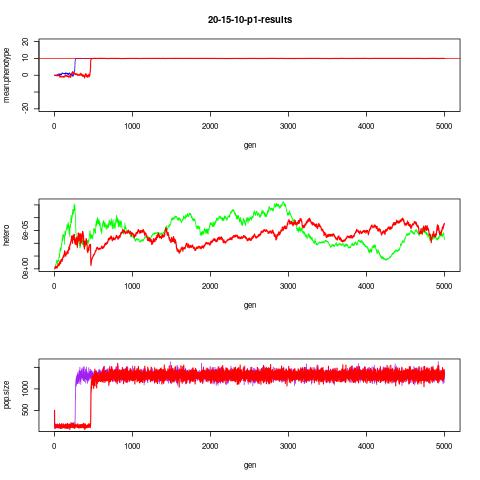 20-15-10-p1-results
mean.phenotype
20
10
0
-20
0 1000 2000 3000 4000 5000
gen
hetero
6e-05
0e+00
0 1000 2000 3000 4000 5000
gen
pop.size
1000
500
0 1000 2000 3000 4000 5000
gen